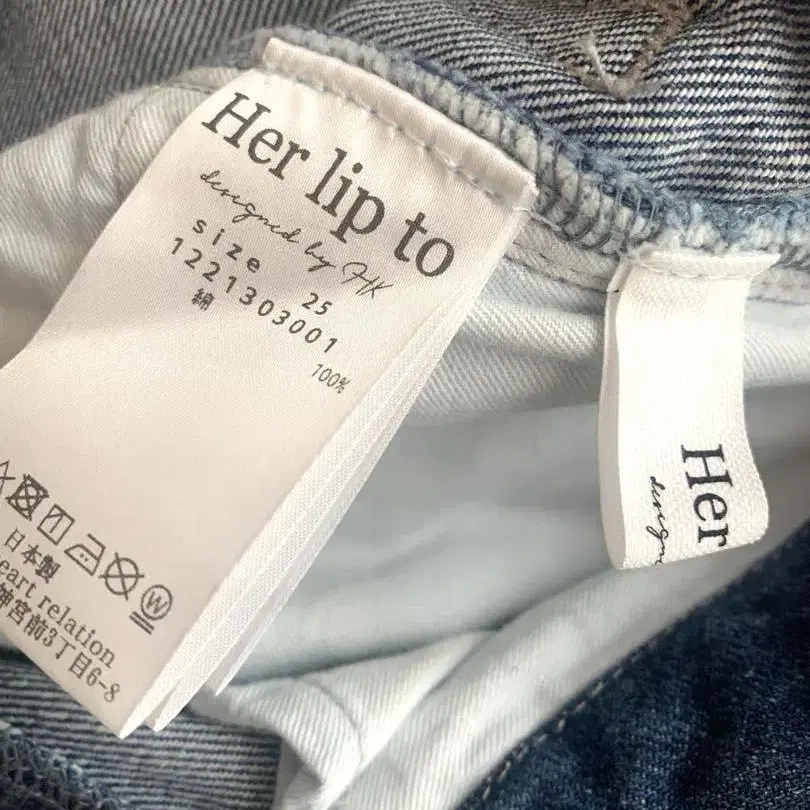 Her lip to
designed by HK
size 25
1221303001
綿
100%
W
日本製
eart relation
神宮前3丁目6-8
Her
design